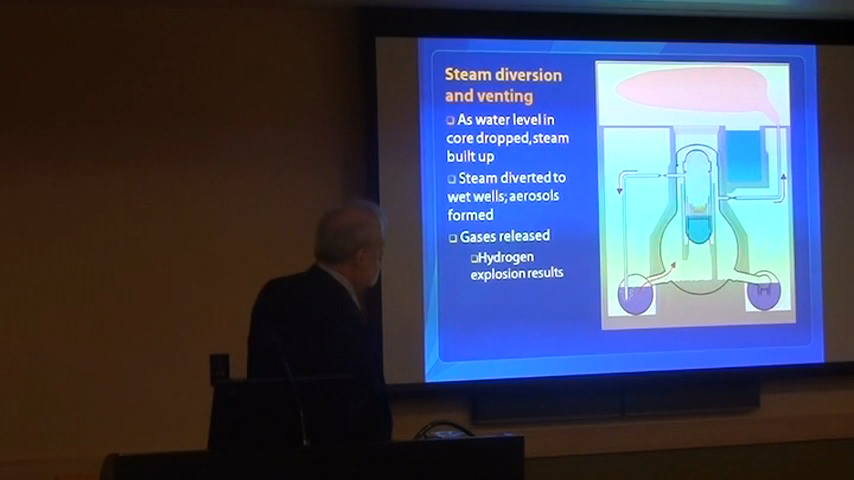 Steam diversion
and venting
❑ As water level in
core dropped, steam
built up
❑ Steam diverted to
wet wells; aerosols
formed
❑ Gases released
❑Hydrogen
explosion results